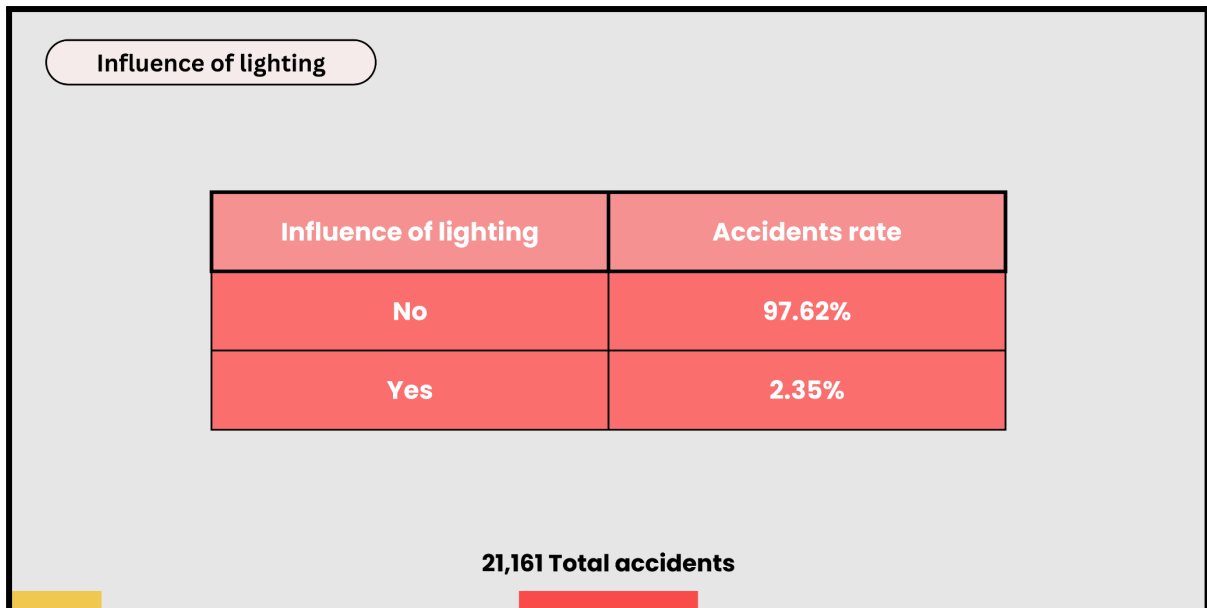 Influence of lighting
Influence of lighting Accidents rate
No 97.62%
Yes 2.35%
21,161 Total accidents